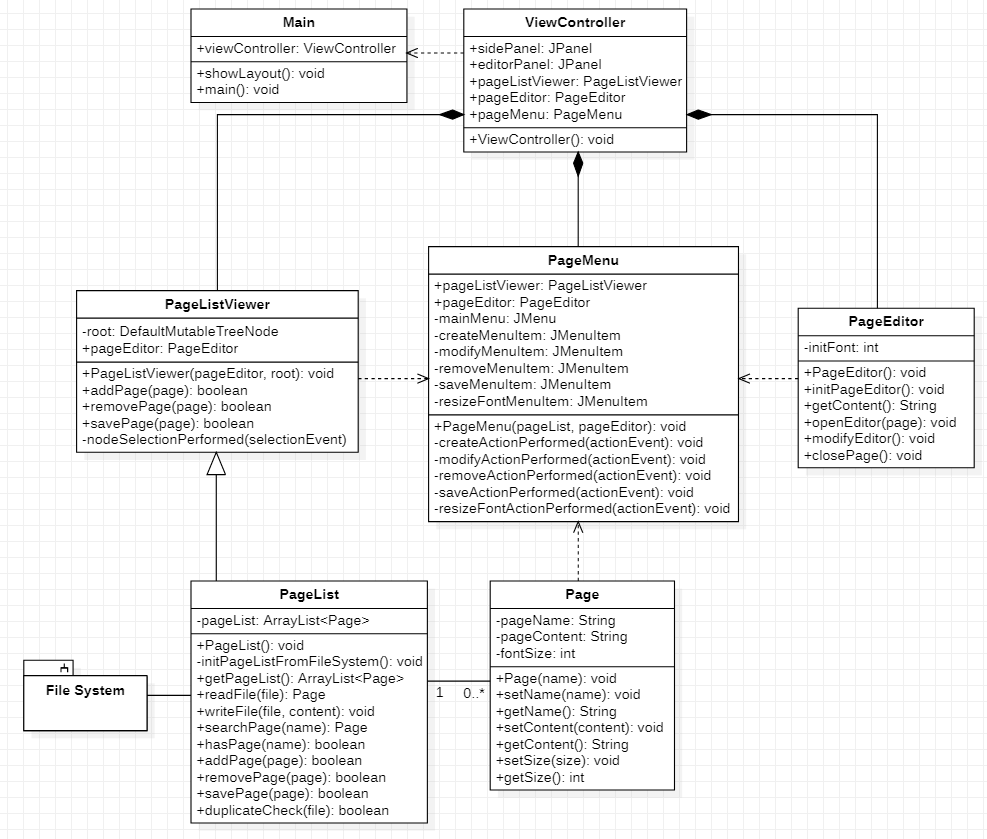 Main
+viewController: ViewController
+showLayout(): void
+main(): void
ViewController
+sidePanel: JPanel
+editorPanel: JPanel
+pageListViewer: PageListViewer
+pageEditor: PageEditor
+pageMenu: PageMenu
+ViewController(): void
PageListViewer
-root: DefaultMutableTreeNode
+pageEditor: PageEditor
+PageListViewer(pageEditor, root): void
+addPage(page): boolean
+removePage(page): boolean
+savePage(page): boolean
-nodeSelectionPerformed(selectionEvent)
PageMenu
+pageListViewer: PageListViewer
+pageEditor: PageEditor
-mainMenu: JMenu
-createMenuItem: JMenuItem
-modifyMenuItem: JMenuItem
-removeMenuItem: JMenuItem
-saveMenuItem: JMenuItem
-resizeFontMenuItem: JMenuItem
+PageMenu(pageList, pageEditor): void
-createActionPerformed(actionEvent): void
-modifyActionPerformed(actionEvent): void
-removeActionPerformed(actionEvent): void
-saveActionPerformed(actionEvent): void
-resizeFontActionPerformed(actionEvent): void
PageEditor
-initFont: int
+PageEditor(): void
+initPageEditor(): void
+getContent(): String
+openEditor(page): void
+modifyEditor(): void
+closePage(): void
File System
PageList
-pageList: ArrayList<Page>
+PageList(): void
-initPageListFromFileSystem(): void
+getPageList(): ArrayList<Page>
+readFile(file): Page
+writeFile(file, content): void
+searchPage(name): Page
+hasPage(name): boolean
+addPage(page): boolean
+removePage(page): boolean
+savePage(page): boolean
+duplicateCheck(file): boolean
1
0..*
Page
-pageName: String
-pageContent: String
-fontSize: int
+Page(name): void
+setName(name): void
+getName(): String
+setContent(content): void
+getContent(): String
+setSize(size): void
+getSize(): int